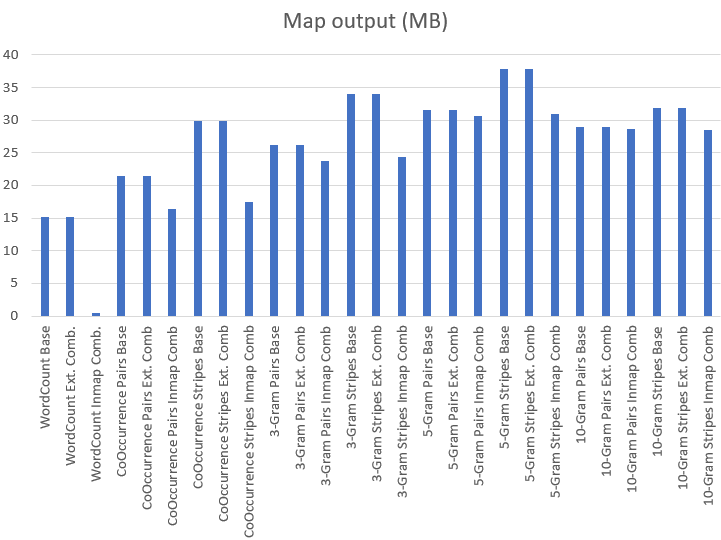 Map output (MB)
40
35
30
25
20
15
10
5
0
WordCount Base
WordCount Ext. Comb.
WordCount Inmap Comb.
CoOccurrence Pairs Base
CoOccurrence Pairs Ext. Comb
CoOccurrence Pairs Inmap Comb
CoOccurrence Stripes Base
CoOccurrence Stripes Ext. Comb
CoOccurrence Stripes Inmap Comb
3-Gram Pairs Base
3-Gram Pairs Ext. Comb
3-Gram Pairs Inmap Comb
3-Gram Stripes Base
3-Gram Stripes Ext. Comb
3-Gram Stripes Inmap Comb
5-Gram Pairs Base
5-Gram Pairs Ext. Comb
5-Gram Pairs Inmap Comb
5-Gram Stripes Base
5-Gram Stripes Ext. Comb
5-Gram Stripes Inmap Comb
10-Gram Pairs Base
10-Gram Pairs Ext. Comb
10-Gram Pairs Inmap Comb
10-Gram Stripes Base
10-Gram Stripes Ext. Comb
10-Gram Stripes Inmap Comb